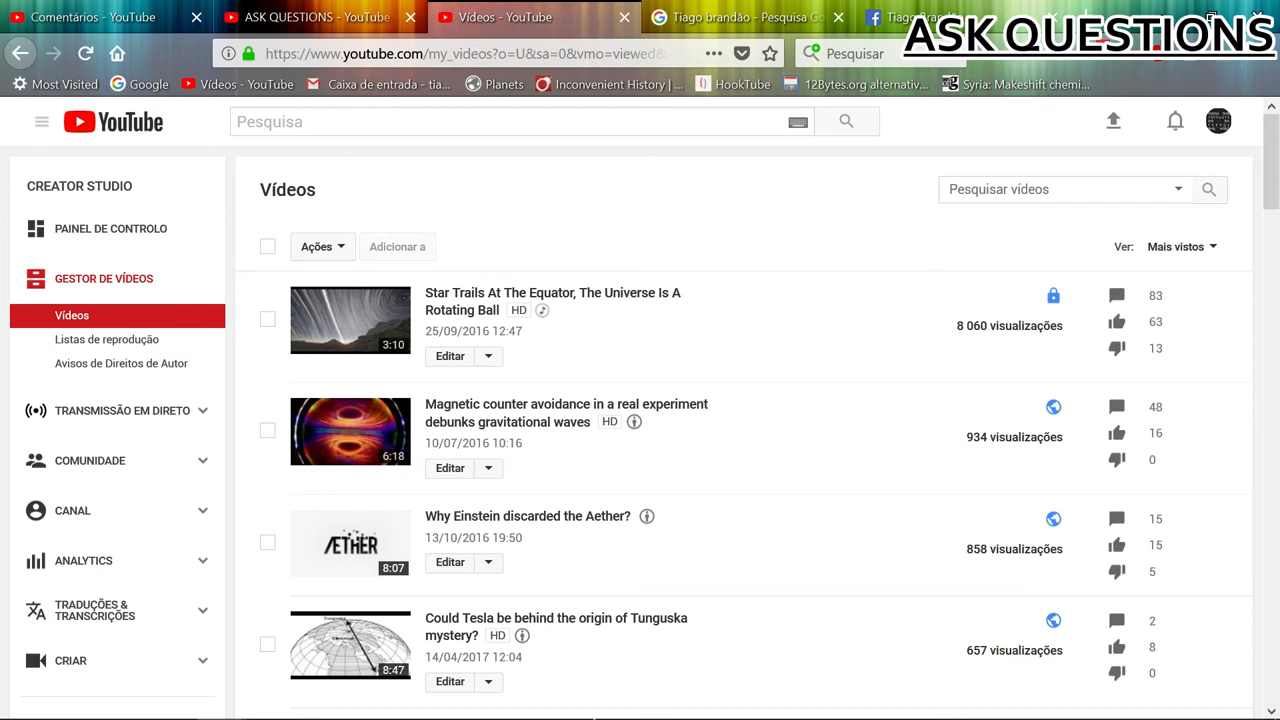 Comentários - YouTube
ASK QUESTIONS - YouTube
Vídeos - YouTube
Tiago brandão - Pesquisa Go
Tiago Brandão
ASK QUESTIONS
https://www.youtube.com/my_videos?o=U&sa=0&vmo=viewed&
Pesquisar
Most Visited
Google
Vídeos - YouTube
Caixa de entrada - tia...
Planets
Inconvenient History | ...
HookTube
12Bytes.org alternativ...
Syria: Makeshift chemi...
YouTube
Pesquisa
CREATOR STUDIO
PAINEL DE CONTROLO
GESTOR DE VÍDEOS
Vídeos
Listas de reprodução
Avisos de Direitos de Autor
TRANSMISSÃO EM DIRETO
COMUNIDADE
CANAL
ANALYTICS
TRADUÇÕES &
TRANSCRIÇÕES
CRIAR
Vídeos
Pesquisar vídeos
Ações
Adicionar a
Ver: Mais vistos
3:10
Star Trails At The Equator, The Universe Is A
Rotating Ball HD
25/09/2016 12:47
Editar
8 060 visualizações
83
63
13
6:18
Magnetic counter avoidance in a real experiment
debunks gravitational waves HD
10/07/2016 10:16
Editar
934 visualizações
48
16
0
ÆTHER
8:07
Why Einstein discarded the Aether?
13/10/2016 19:50
Editar
858 visualizações
15
15
5
Tunguska
8:47
Could Tesla be behind the origin of Tunguska
mystery? HD
14/04/2017 12:04
Editar
657 visualizações
2
8
0